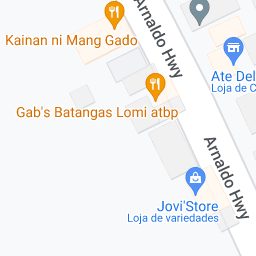 Kainan ni Mang Gado
Arnaldo Hwy
Ate Del
Loja de C
Gab's Batangas Lomi atbp
Arnaldo Hwy
Jovi'Store
Loja de variedades